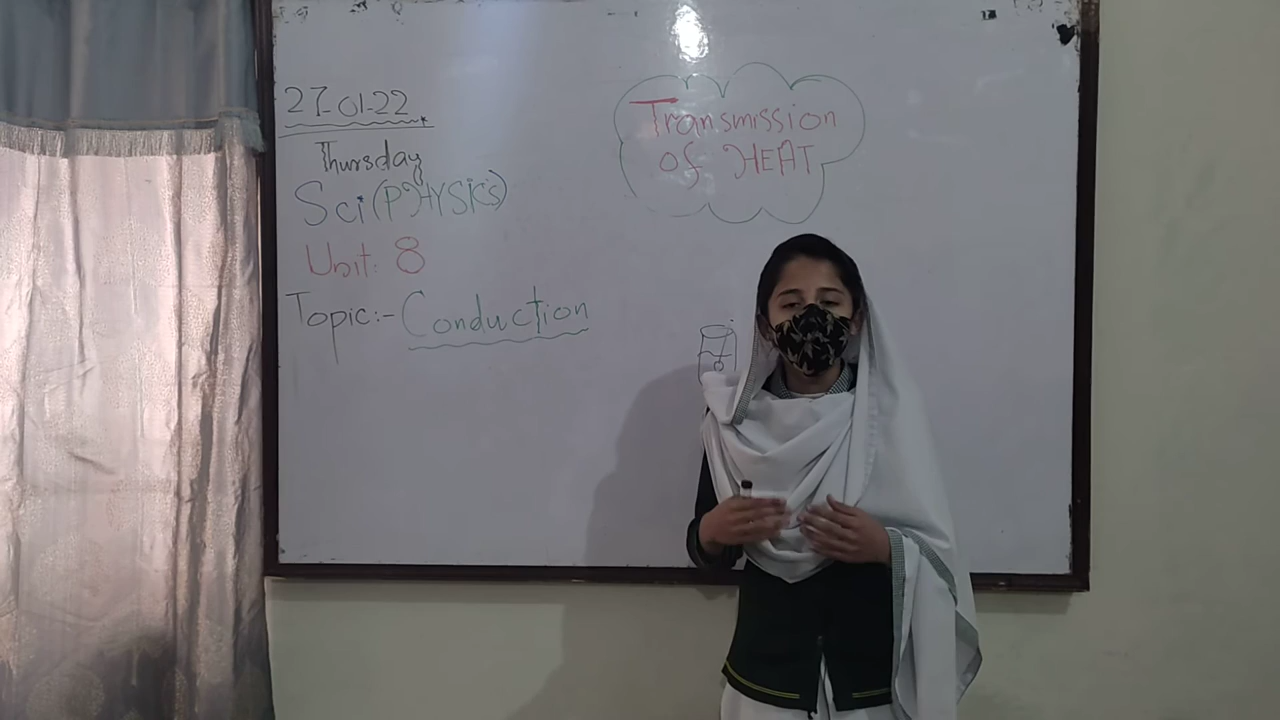 27-01-22
Thursday
Sci (PHYSICS)
Unit: 8
Topic:- Conduction
Transmission
of HEAT